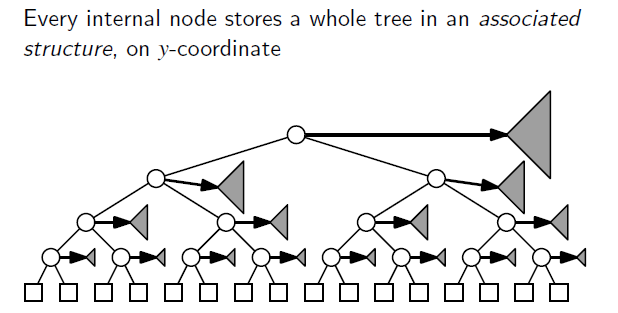 Every internal node stores a whole tree in an associated
structure, on y-coordinate